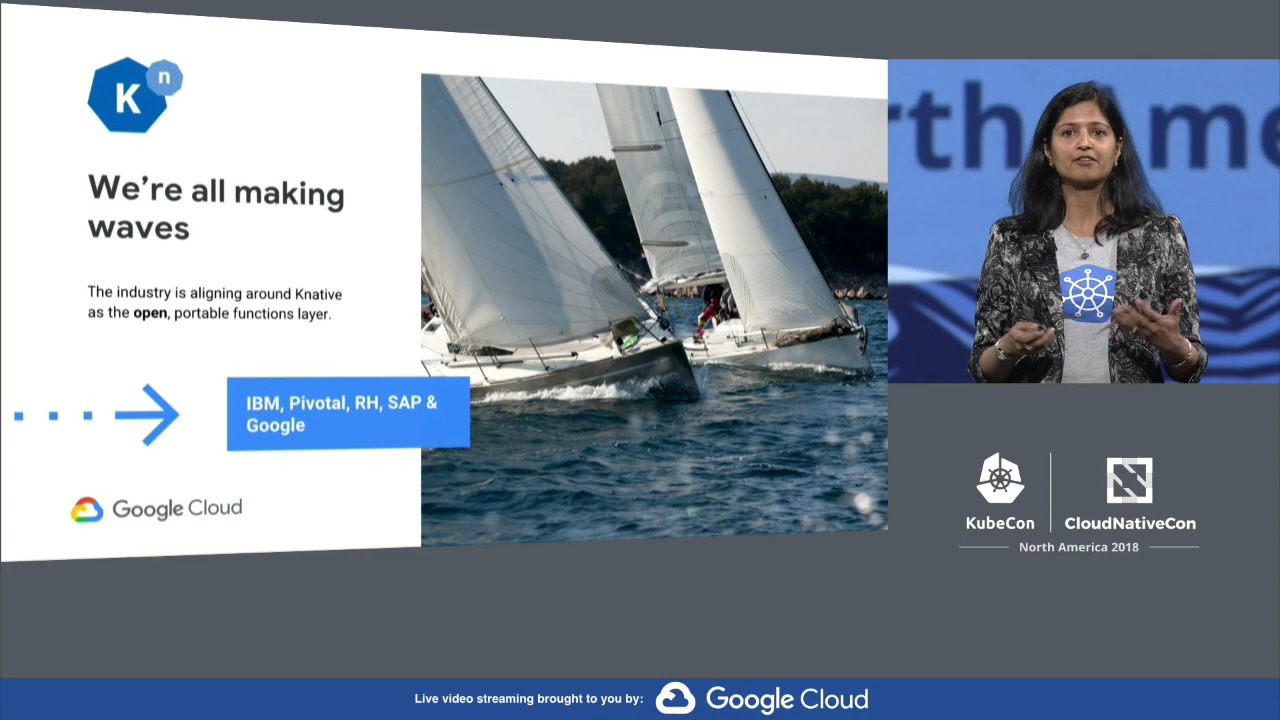 K n
We're all making
waves
The industry is aligning around Knative
as the open, portable functions layer.
IBM, Pivotal, RH, SAP &
Google
Google Cloud
rth Ame
KubeCon
CloudNativeCon
North America 2018
Live video streaming brought to you by:
Google Cloud